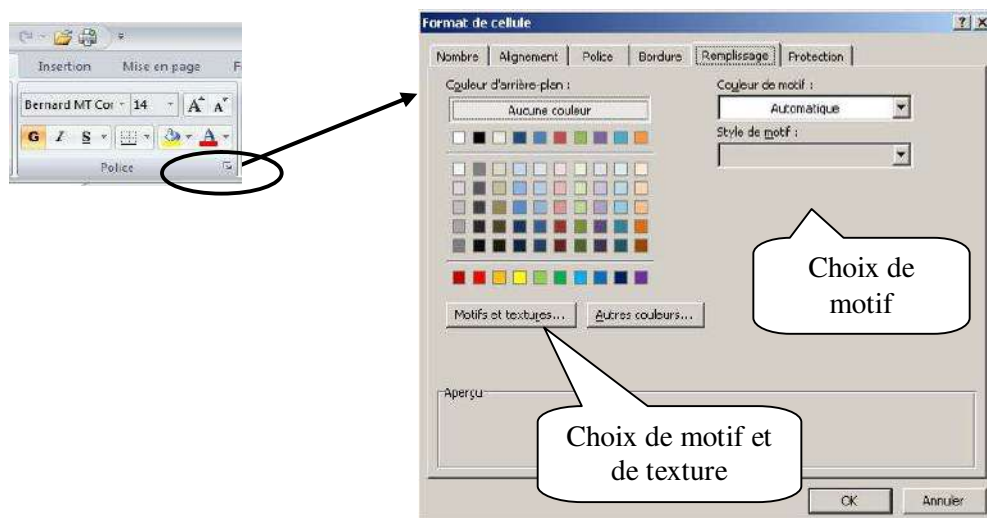 Insertion Mise en page F
Bernard MT Cor 14 A A
G I S A
Police
Format de cellule
Nombre Alignement Police Bordure Remplissage Protection
Couleur d'arrière-plan :
Aucune couleur
Couleur de motif :
Automatique
Style de motif :
Motifs et textures... Autres couleurs...
Choix de
motif
Aperçu
Choix de motif et
de texture
OK Annuler